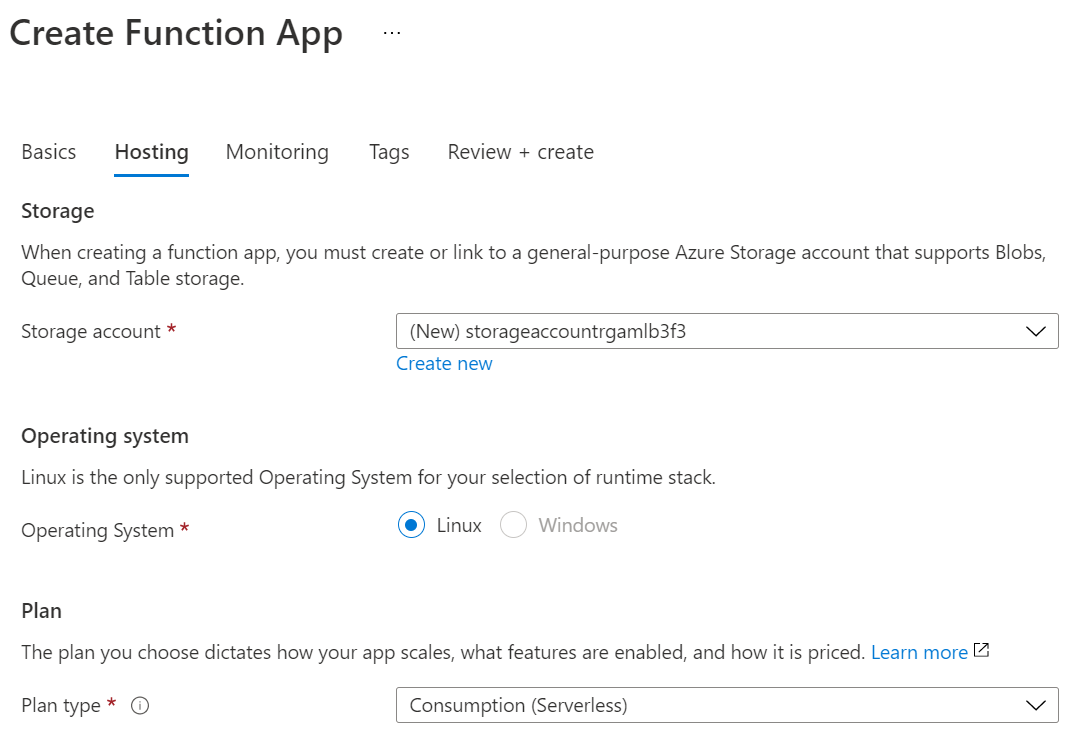 Create Function App ...
Basics Hosting Monitoring Tags Review + create
Storage
When creating a function app, you must create or link to a general-purpose Azure Storage account that supports Blobs,
Queue, and Table storage.
Storage account * (New) storageaccountrgamlb3f3
Create new
Operating system
Linux is the only supported Operating System for your selection of runtime stack.
Operating System * Linux Windows
Plan
The plan you choose dictates how your app scales, what features are enabled, and how it is priced. Learn more
Plan type * Consumption (Serverless)